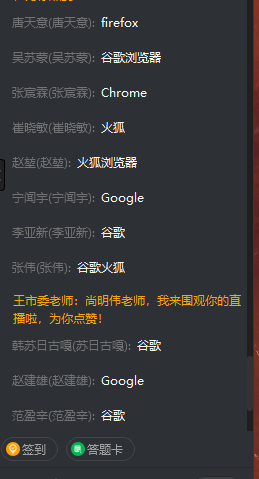 唐天意(唐天意): firefox
吴苏蒙(吴苏蒙): 谷歌浏览器
张宸霖(张宸霖): Chrome
崔晓敏(崔晓敏): 火狐
赵堃(赵堃): 火狐浏览器
宁闻宇(宁闻宇): Google
李亚新(李亚新): 谷歌
张伟(张伟): 谷歌火狐
王市委老师: 尚明伟老师，我来围观你的直
播啦，为你点赞！
韩苏日古嘎(苏日古嘎): 谷歌
赵建雄(赵建雄): Google
范盈辛(范盈辛): 谷歌
签到 答题卡